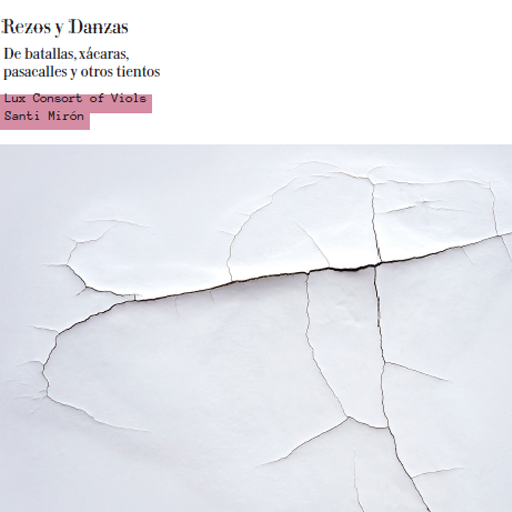 Rezos y Danzas
De batallas, xácaras,
pasacalles y otros tientos
Lux Consort of Viols
Santi Mirón